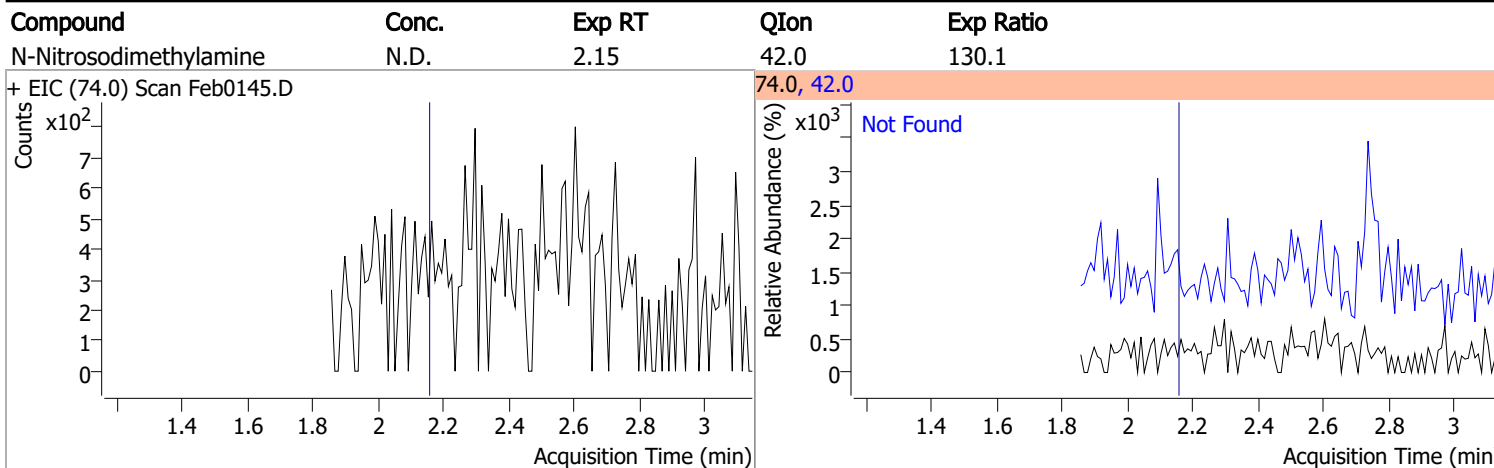 Compound Conc. Exp RT QIon Exp Ratio
N-Nitrosodimethylamine N.D. 2.15 42.0 130.1
+ EIC (74.0) Scan Feb0145.D
Counts
x10²
7
6
5
4
3
2
1
0
1.4 1.6 1.8 2 2.2 2.4 2.6 2.8 3
Acquisition Time (min)
74.0, 42.0
Relative Abundance (%)
x10³
Not Found
3
2.5
2
1.5
1
0.5
0
1.4 1.6 1.8 2 2.2 2.4 2.6 2.8 3
Acquisition Time (min